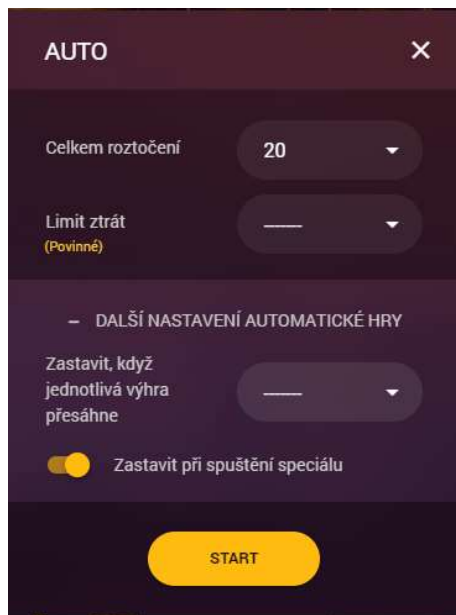 AUTO
Celkem roztočení
20
Limit ztrát
(Povinné)
-------
– DALŠÍ NASTAVENÍ AUTOMATICKÉ HRY
Zastavit, když
jednotlivá výhra
přesáhne
-------
Zastavit při spuštění speciálu
START